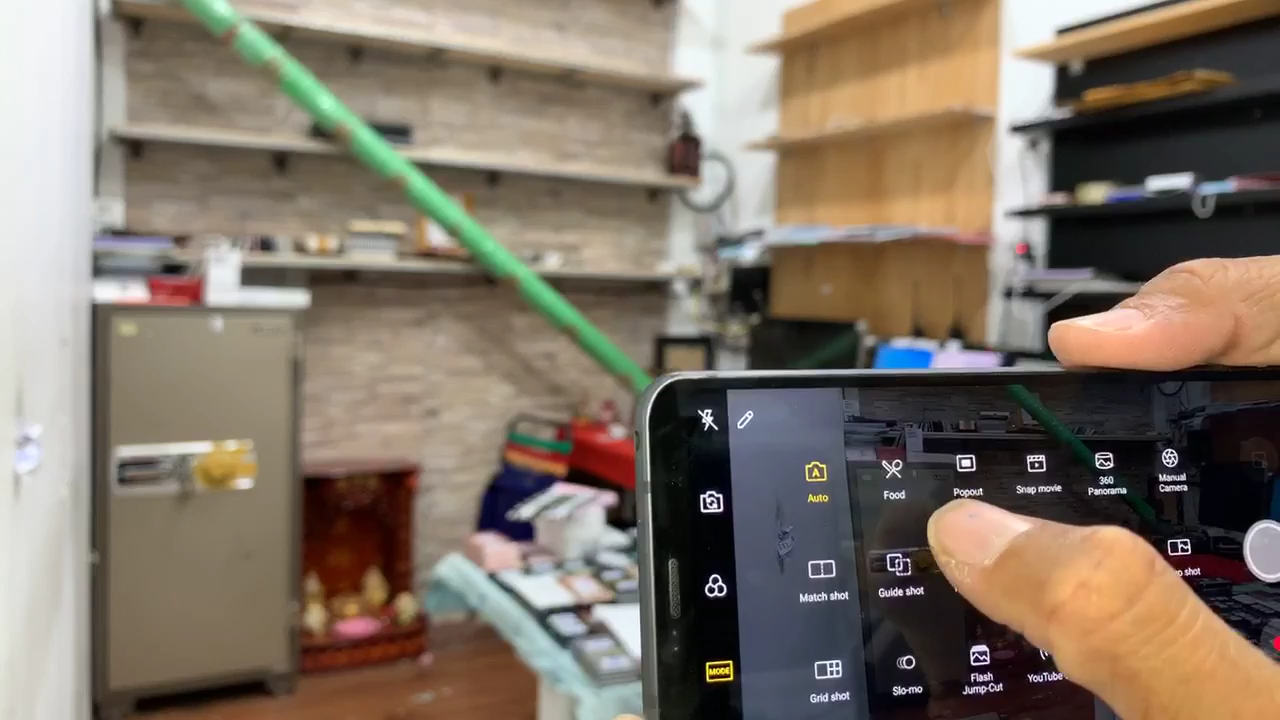 A
Auto
Food
Popout
Snap movie
360
Panorama
Manual
Camera
Match shot
Guide shot
shot
MODE
Grid shot
Slo-mo
Flash
Jump-Cut
YouTube